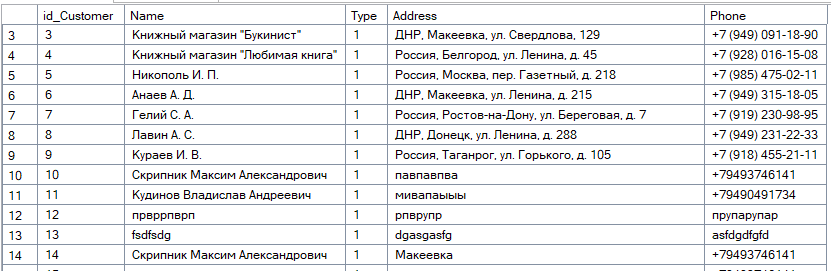 id_Customer Name Type Address Phone
3 3 Книжный магазин "Букинист" 1 ДНР, Макеевка, ул. Свердлова, 129 +7 (949) 091-18-90
4 4 Книжный магазин "Любимая книга" 1 Россия, Белгород, ул. Ленина, д. 45 +7 (928) 016-15-08
5 5 Никополь И. П. 1 Россия, Москва, пер. Газетный, д. 218 +7 (985) 475-02-11
6 6 Анаев А. Д. 1 ДНР, Макеевка, ул. Ленина, д. 215 +7 (949) 315-18-05
7 7 Гелий С. А. 1 Россия, Ростов-на-Дону, ул. Береговая, д. 7 +7 (919) 230-98-95
8 8 Лавин А. С. 1 ДНР, Донецк, ул. Ленина, д. 288 +7 (949) 231-22-33
9 9 Кураев И. В. 1 Россия, Таганрог, ул. Горького, д. 105 +7 (918) 455-21-11
10 10 Скрипник Максим Александрович 1 павпавпва +79493746141
11 11 Кудинов Владислав Андреевич 1 мивапаыыы +79490491734
12 12 првррпврп 1 рпврупр прупарупар
13 13 fsdfsdg 1 dgasgasfg asfdgdfgfd
14 14 Скрипник Максим Александрович 1 Макеевка +79493746141